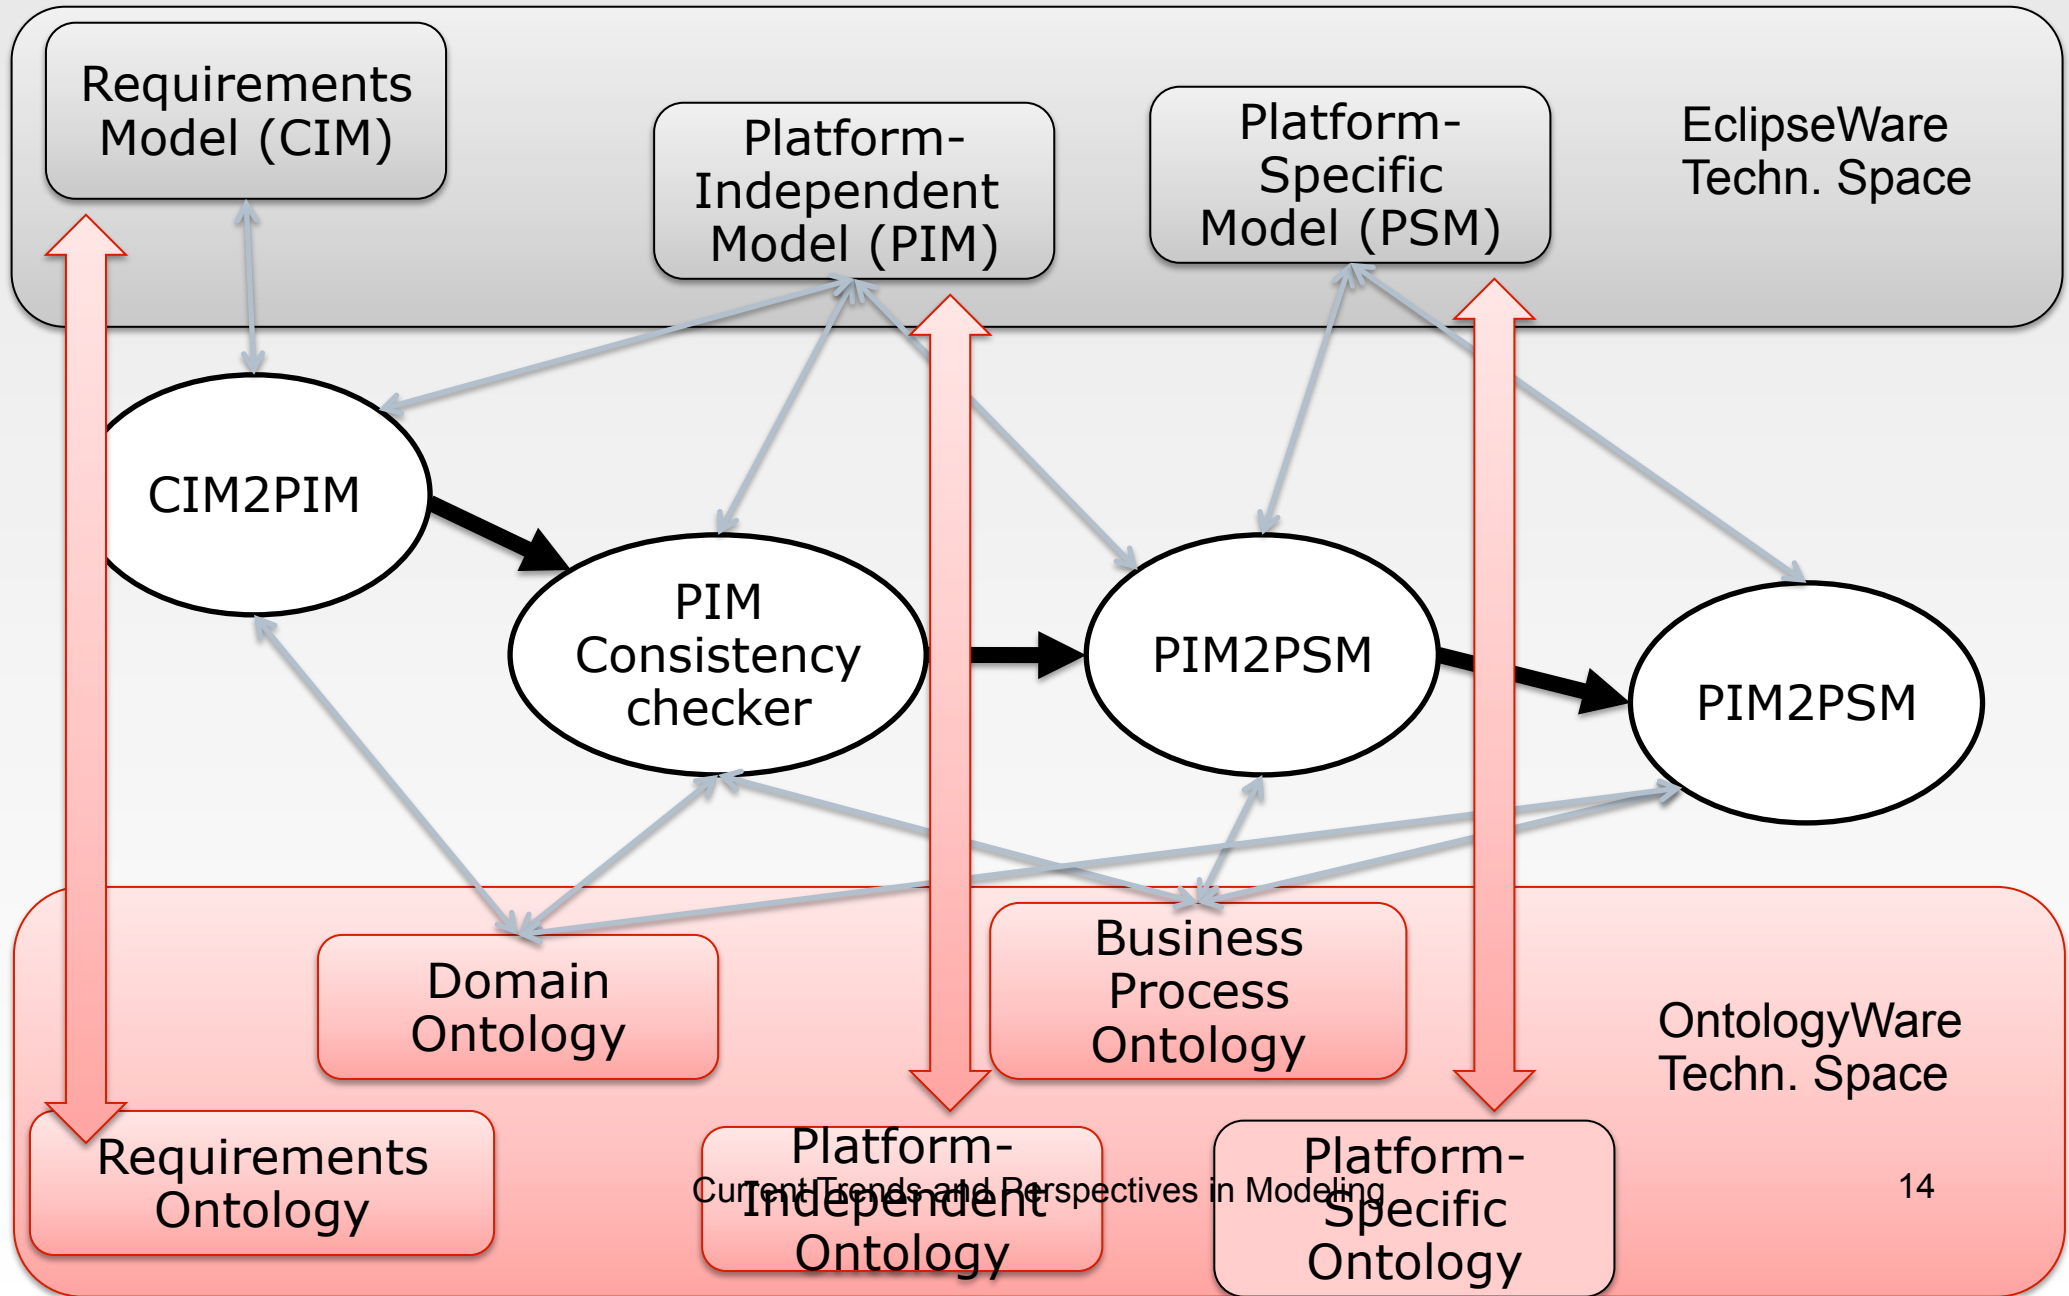 Requirements
Model (CIM)
Platform-
Independent
Model (PIM)
Platform-
Specific
Model (PSM)
EclipseWare
Techn. Space
CIM2PIM
PIM
Consistency
checker
PIM2PSM
PIM2PSM
Domain
Ontology
Business
Process
Ontology
OntologyWare
Techn. Space
Requirements
Ontology
Platform-
Independent
Ontology
Platform-
Specific
Ontology
Current Trends and Perspectives in Modeling
14